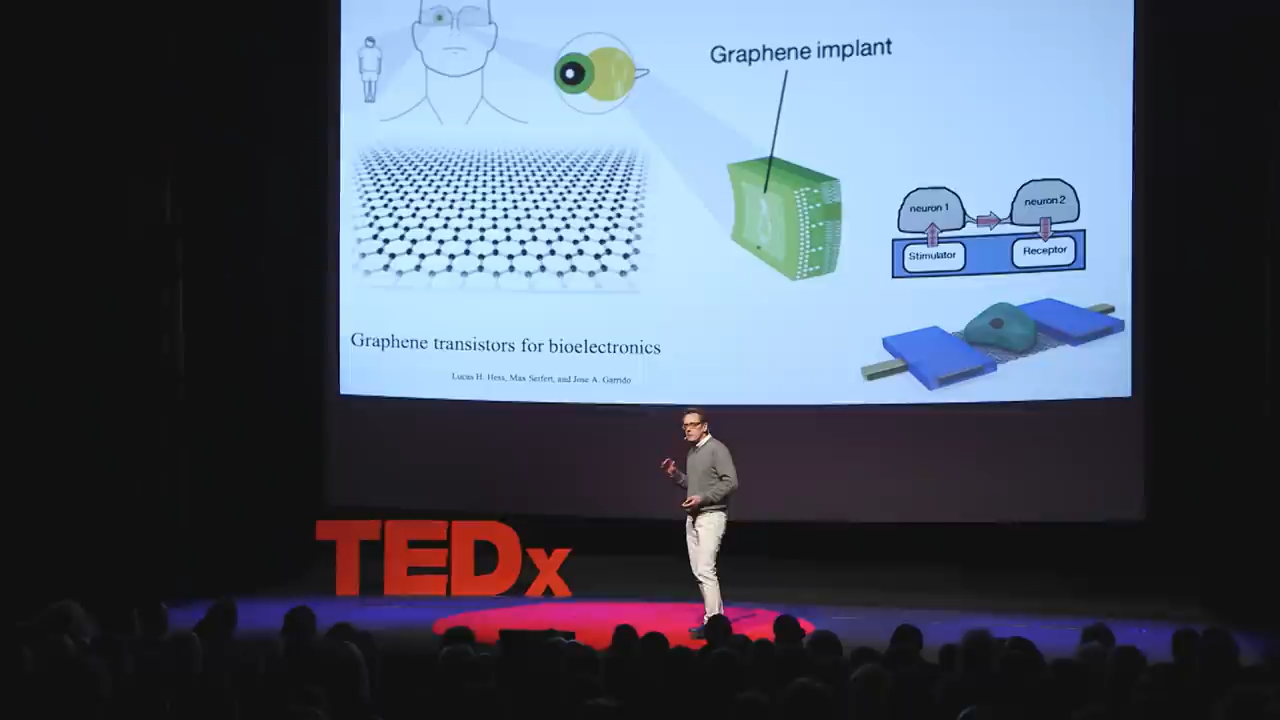 Graphene implant
neuron 1
neuron 2
Stimulator
Receptor
Graphene transistors for bioelectronics
Lucas H. Hess, Max Seifert, and Jose A. Garrido
TEDx